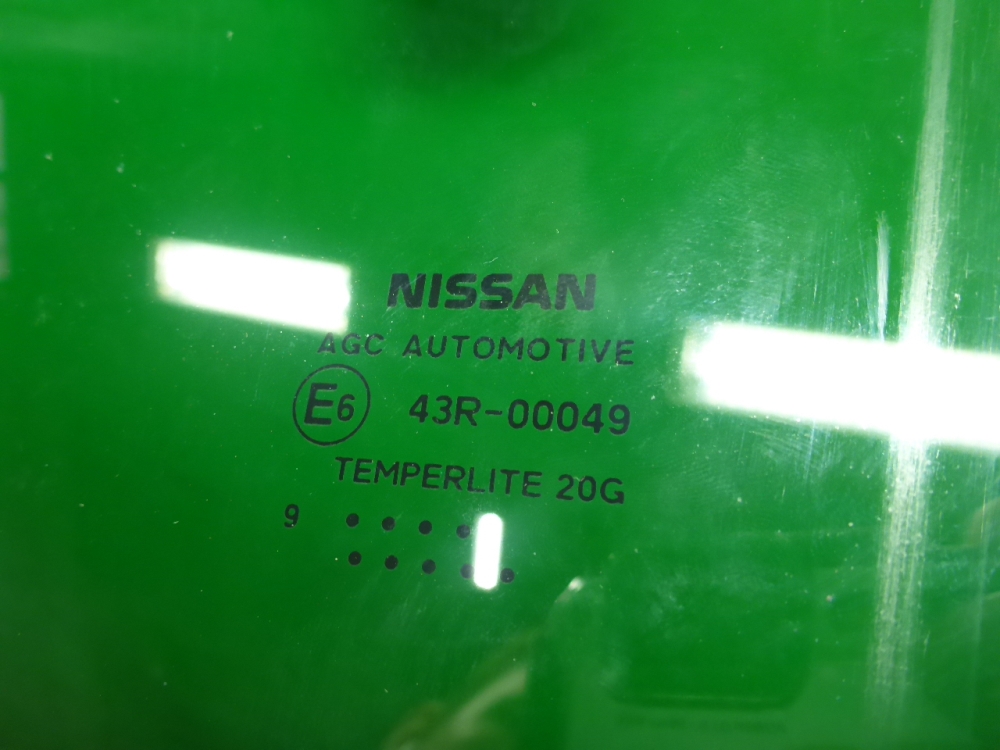 NISSAN
AGC AUTOMOTIVE
E6 43R-00049
TEMPERLITE 20G
9